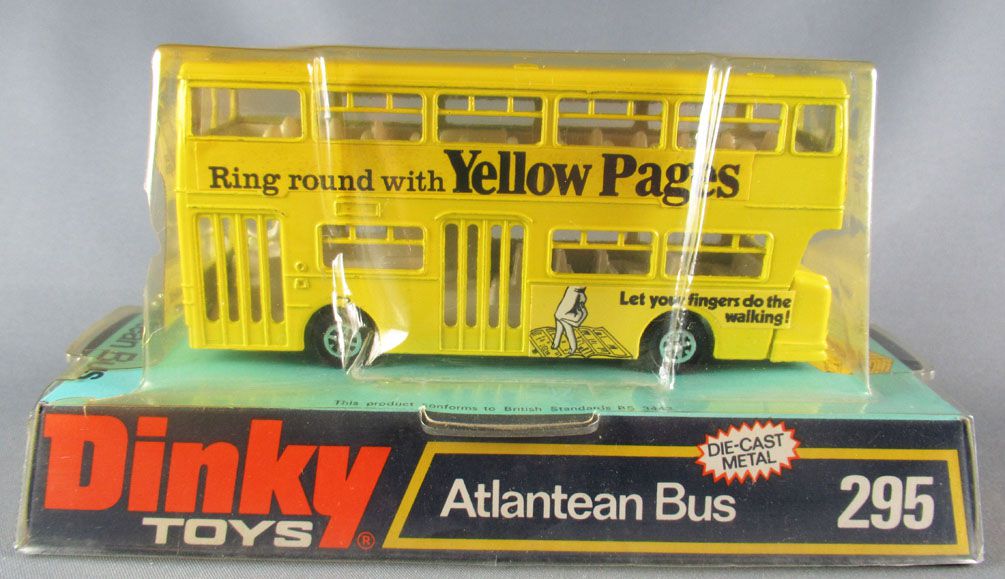 Ring round with Yellow Pages
Let your fingers do the
walking!
This product conforms to British Standards BS 3443
Dinky
TOYS®
DIE-CAST
METAL
Atlantean Bus
295